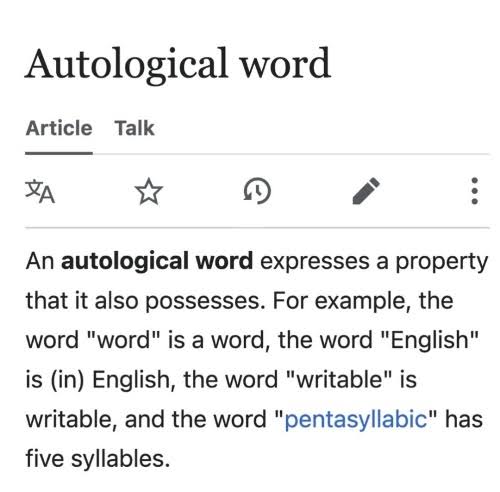 Autological word
Article Talk
An autological word expresses a property
that it also possesses. For example, the
word "word" is a word, the word "English"
is (in) English, the word "writable" is
writable, and the word "pentasyllabic" has
five syllables.